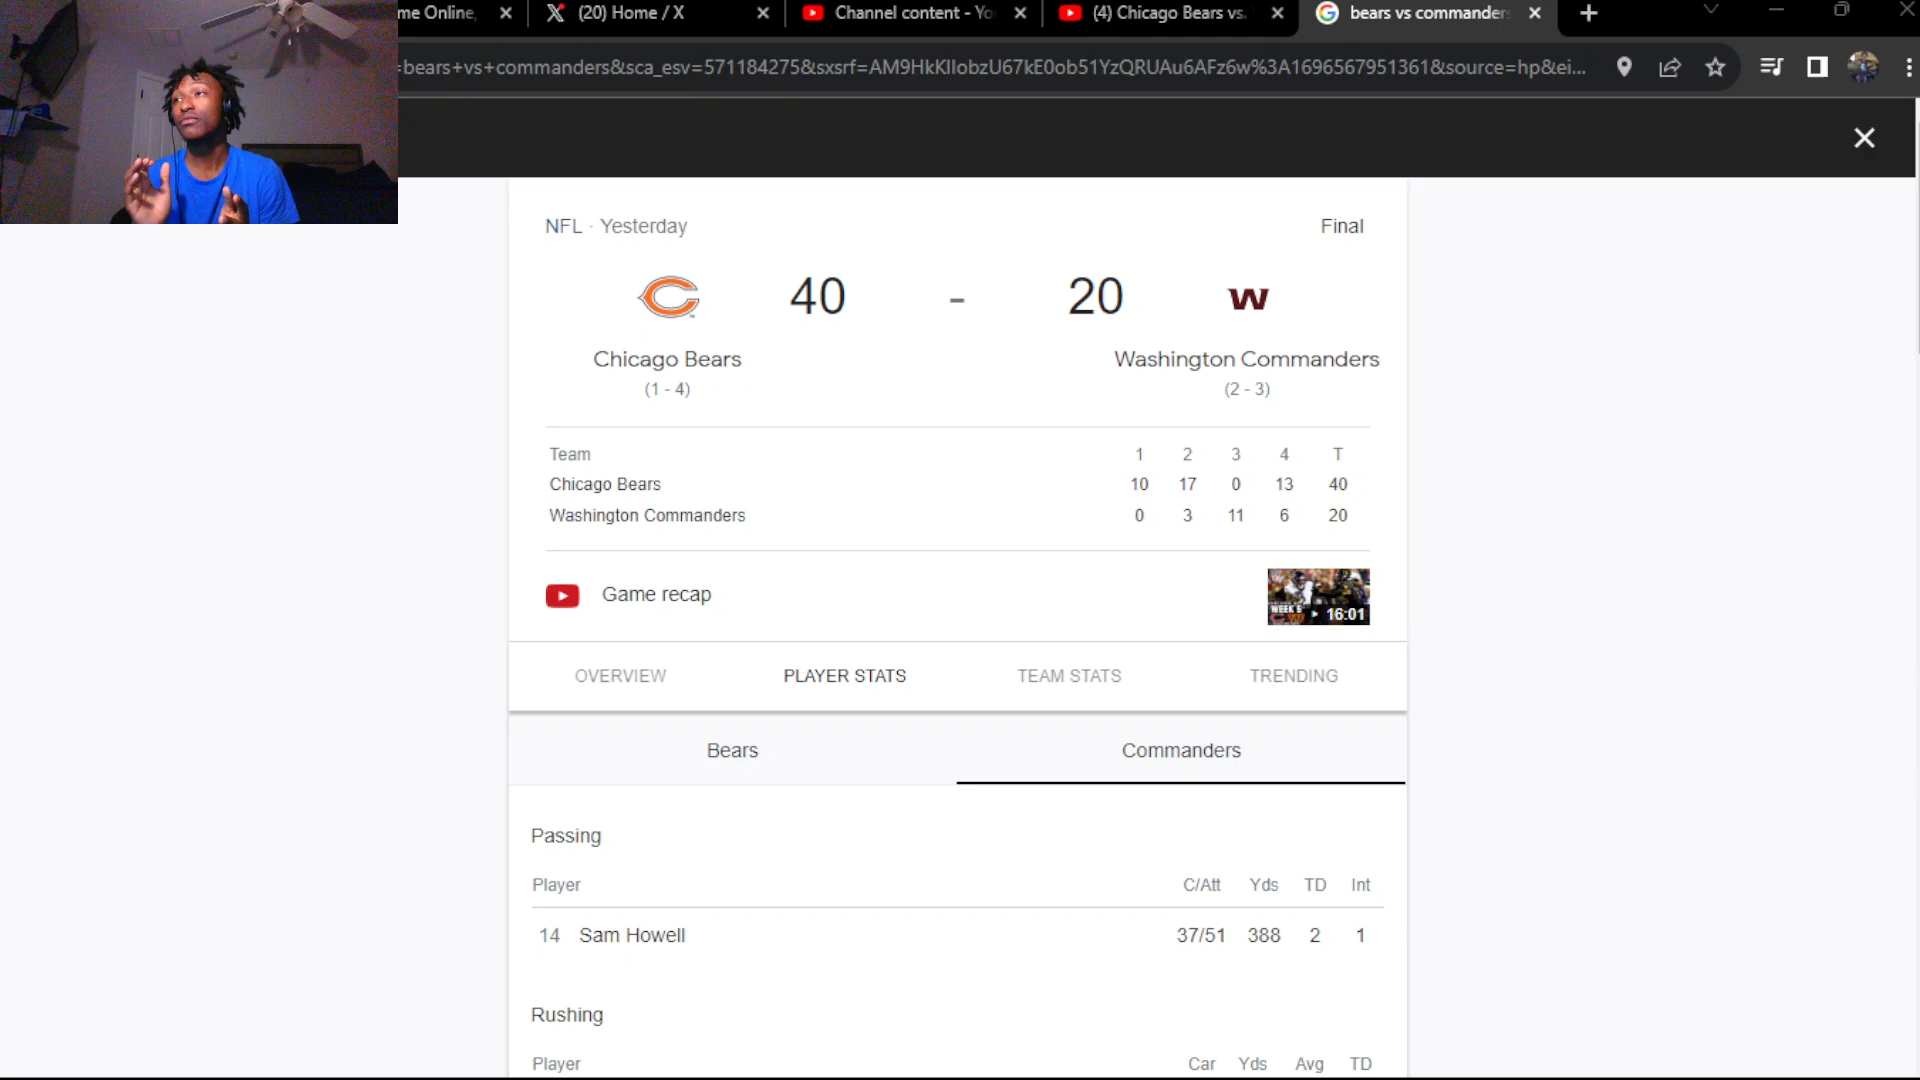 me Online,
(20) Home / X
Channel content - Yo
(4) Chicago Bears vs.
bears vs commander
=bears+vs+commanders&sca_esv=571184275&sxsrf=AM9HkKlIobzU67kE0ob51YzQRUAu6AFz6w%3A1696567951361&source=hp&ei...
NFL · Yesterday
Final
40 - 20
W
Chicago Bears
Washington Commanders
(1 - 4)
(2 - 3)
Team 1 2 3 4 T
Chicago Bears 10 17 0 13 40
Washington Commanders 0 3 11 6 20
Game recap
WEEK 5
16:01
OVERVIEW PLAYER STATS TEAM STATS TRENDING
Bears Commanders
Passing
Player C/Att Yds TD Int
14 Sam Howell 37/51 388 2 1
Rushing
Player Car Yds Avg TD